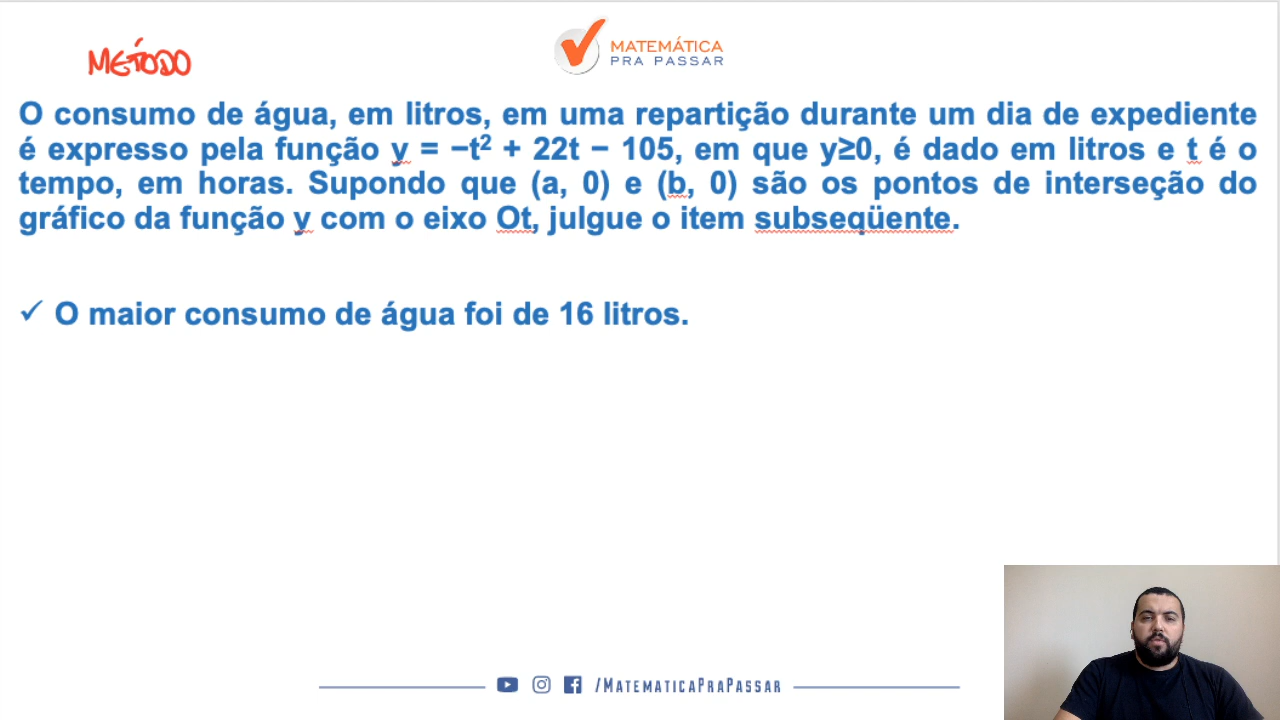 MATEMÁTICA
PRA PASSAR
MÉTODO
O consumo de água, em litros, em uma repartição durante um dia de expediente
é expresso pela função y = −t² + 22t − 105, em que y≥0, é dado em litros e t é o
tempo, em horas. Supondo que (a, 0) e (b, 0) são os pontos de interseção do
gráfico da função y com o eixo Ot, julgue o item subseqüente.
✓ O maior consumo de água foi de 16 litros.
/MATEMATICAPRAPASSAR